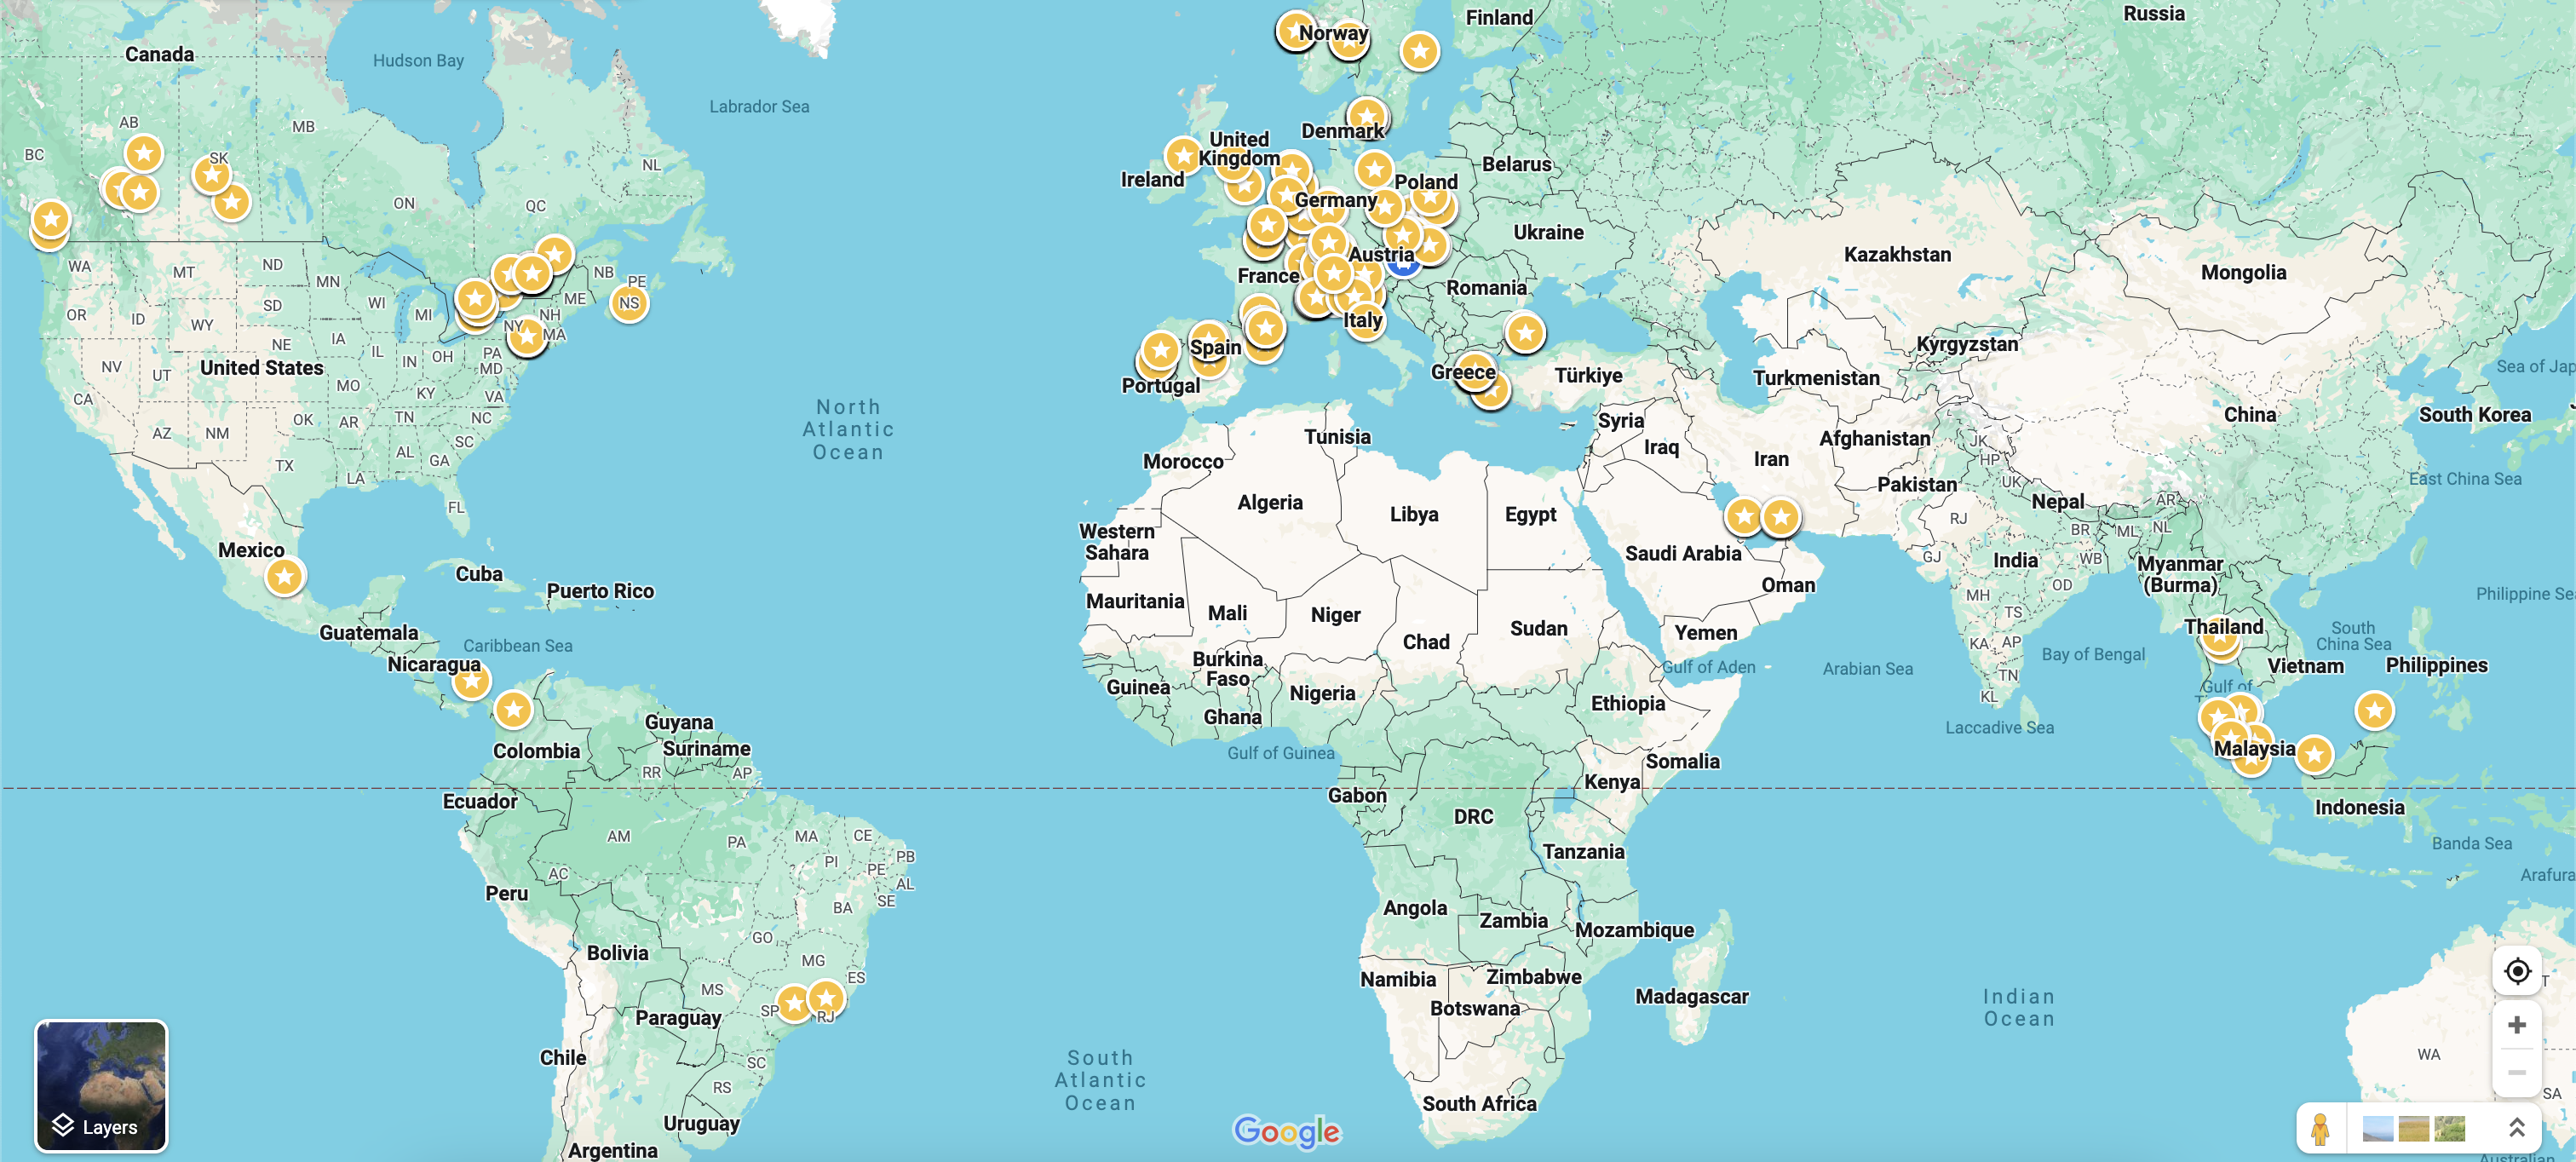 Canada
Hudson Bay
Labrador Sea
Norway
Finland
Russia
AB
MB
BC
SK
NL
ON
QC
United
Kingdom
Ireland
Denmark
Poland
Germany
Belarus
Ukraine
Austria
France
Romania
Italy
Kazakhstan
Mongolia
WA
MT
ND
MN
NB
PE
NS
ME
OR
ID
SD
WI
MI
NH
NY
MA
WY
NE
IA
IL
IN
OH
PA
MD
NV
UT
United States
MO
KY
VA
CA
AZ
NM
OK
AR
TN
NC
SC
AL
GA
TX
LA
FL
North
Atlantic
Ocean
Spain
Portugal
Greece
Türkiye
Kyrgyzstan
Turkmenistan
Sea of Jap
South Korea
China
Syria
Iraq
Iran
Afghanistan
JK
HP
UK
Pakistan
Nepal
AR
East China Sea
Tunisia
Morocco
Algeria
Libya
Egypt
Western
Sahara
Saudi Arabia
Oman
RJ
BR
ML
NL
GJ
India
WB
OD
Myanmar
(Burma)
MH
TS
Philippine Sea
Mexico
Cuba
Puerto Rico
Guatemala
Caribbean Sea
Nicaragua
Mauritania
Mali
Niger
Chad
Sudan
Yemen
Gulf of Aden
Arabian Sea
KA
AP
TN
KL
Bay of Bengal
Thailand
South
China Sea
Vietnam
Philippines
Gulf of
Laccadive Sea
Burkina
Faso
Guinea
Nigeria
Ghana
Ethiopia
Gulf of Guinea
Somalia
Kenya
Malaysia
Guyana
Suriname
Colombia
RR
AP
Ecuador
Gabon
DRC
Tanzania
Indonesia
Banda Sea
Arafura
AM
PA
MA
CE
PI
PB
PE
AL
SE
AC
BA
Peru
Angola
Zambia
Mozambique
GO
Bolivia
MG
ES
MS
SP
RJ
Paraguay
Namibia
Zimbabwe
Botswana
Madagascar
Indian
Ocean
Chile
SC
RS
South
Atlantic
Ocean
South Africa
Uruguay
Argentina
WA
SA
Layers
Google
Australian